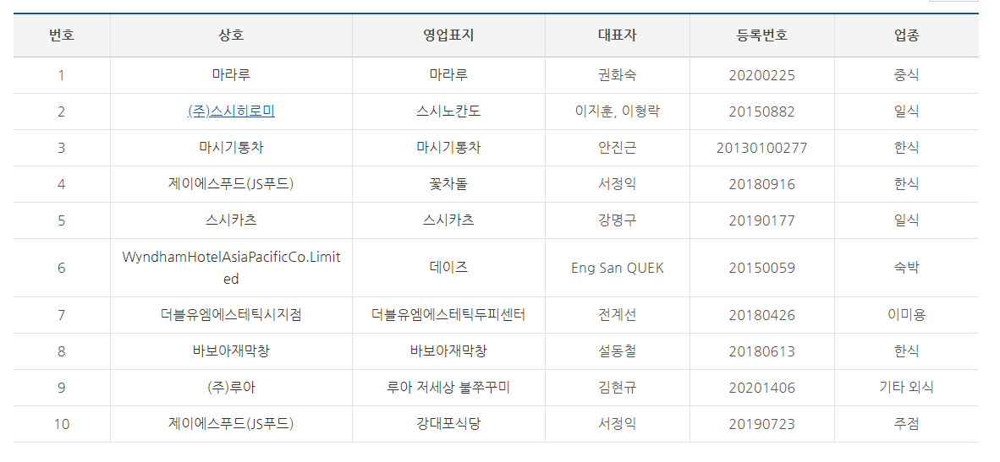 번호 상호 영업표지 대표자 등록번호 업종
1 마라루 마라루 권화숙 20200225 중식
2 (주)스시히로미 스시노칸도 이지훈, 이형락 20150882 일식
3 마시기통차 마시기통차 안진근 20130100277 한식
4 제이에스푸드(JS푸드) 꽃차돌 서정익 20180916 한식
5 스시카츠 스시카츠 강명구 20190177 일식
6 WyndhamHotelAsiaPacificCo.Limit
ed 데이즈 Eng San QUEK 20150059 숙박
7 더블유엠에스테틱시지점 더블유엠에스테틱두피센터 전계선 20180426 이미용
8 바보아재막창 바보아재막창 설동철 20180613 한식
9 (주)루아 루아 저세상 불쭈꾸미 김현규 20201406 기타 외식
10 제이에스푸드(JS푸드) 강대포식당 서정익 20190723 주점